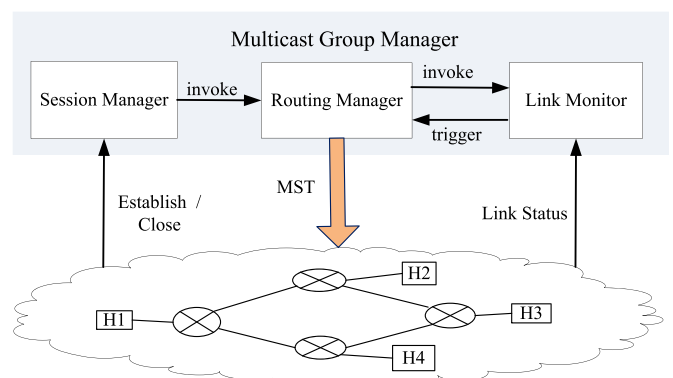 Multicast Group Manager
Session Manager
invoke
Routing Manager
invoke
trigger
Link Monitor
Establish /
Close
MST
Link Status
H1
H2
H3
H4